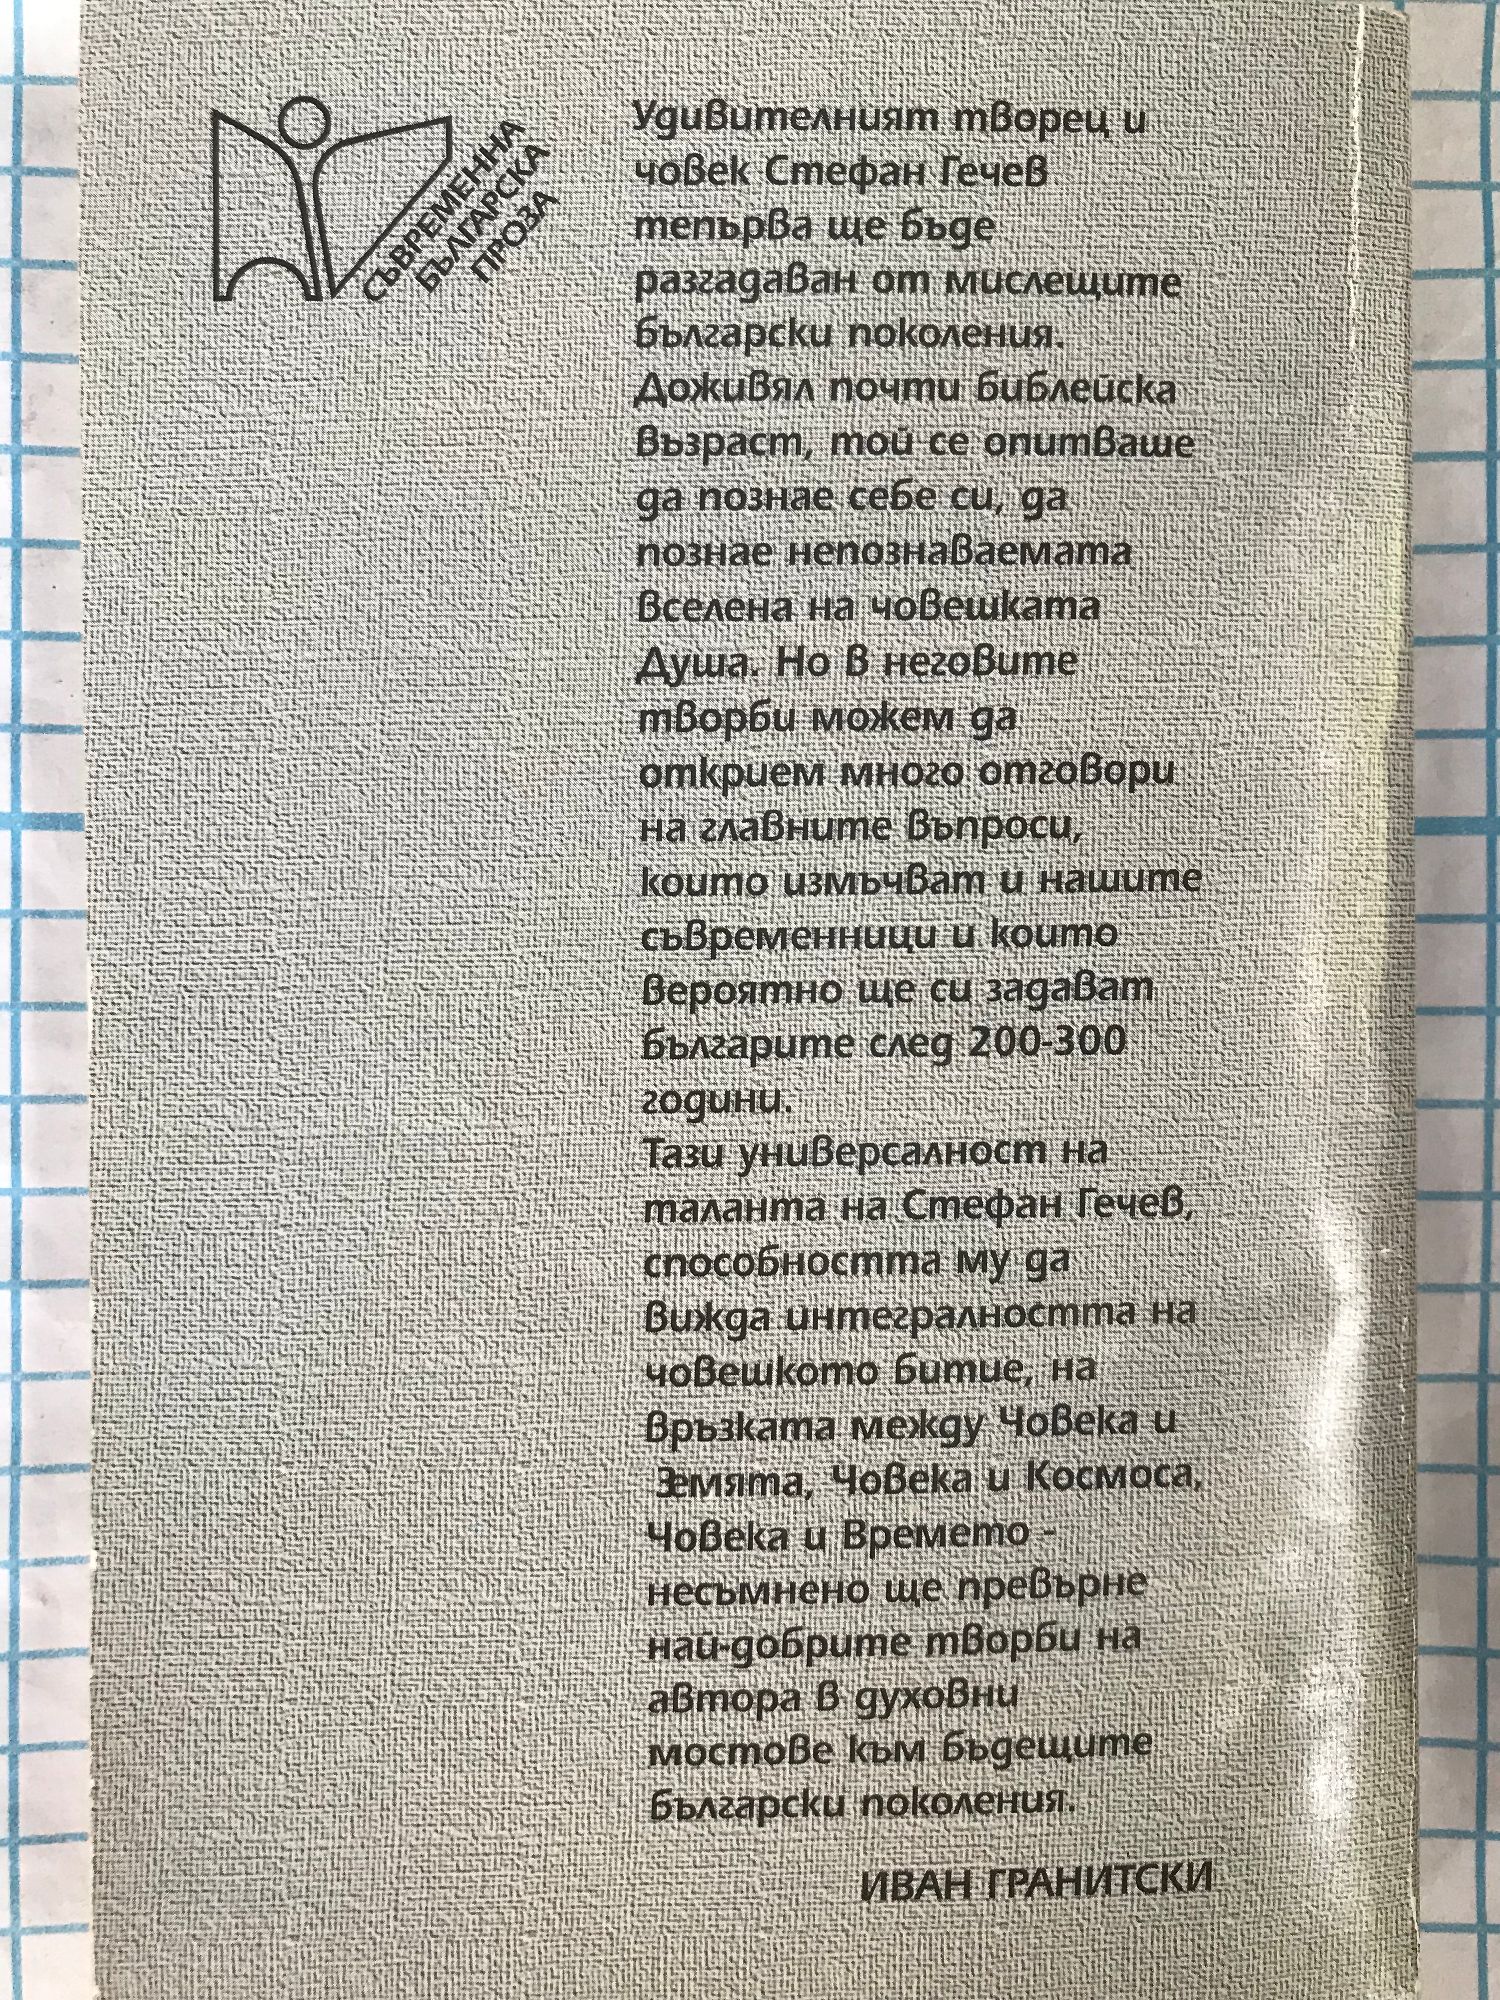 СЪВРЕМЕННА
БЪЛГАРСКА
ПРОЗА
Удивителният творец и
човек Стефан Гечев
тепърва ще бъде
разгадаван от мислещите
български поколения.
Доживял почти библейска
възраст, той се опитваше
да познае себе си, да
познае непознаваемата
вселена на човешката
Душа. Но в неговите
творби можем да
открием много отговори
на главните въпроси,
които измъчват и нашите
съвременници и които
вероятно ще си задават
българите след 200-300
години.
Тази универсалност на
таланта на Стефан Гечев,
способността му да
вижда интегралността на
човешкото битие, на
връзката между Човека и
Земята, Човека и Космоса,
Човека и Времето -
несъмнено ще превърне
най-добрите творби на
автора в духовни
мостове към бъдещите
български поколения.
ИВАН ГРАНИТСКИ